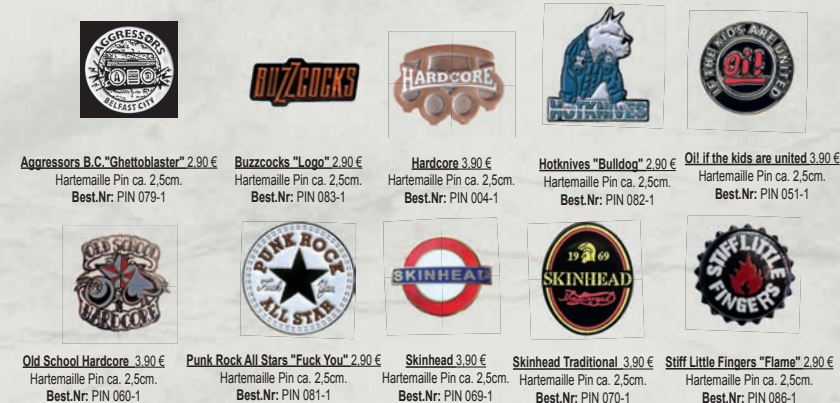 AGGRESSORS
BELFAST CITY
BUZZCOCKS
HARDCORE
HOTKNIVES
IF THE KIDS ARE UNITED
Oi!
Aggressors B.C."Ghettoblaster" 2,90 €
Hartemaille Pin ca. 2,5cm.
Best.Nr: PIN 079-1
Buzzcocks "Logo" 2,90 €
Hartemaille Pin ca. 2,5cm.
Best.Nr: PIN 083-1
Hardcore 3,90 €
Hartemaille Pin ca. 2,5cm.
Best.Nr: PIN 004-1
Hotknives "Bulldog" 2,90 €
Hartemaille Pin ca. 2,5cm.
Best.Nr: PIN 082-1
Oi! if the kids are united 3,90 €
Hartemaille Pin ca. 2,5cm.
Best.Nr: PIN 051-1
OLD SCHOOL
HARDCORE
PUNK ROCK
Fuck You
ALL STAR
SKINHEAD
19 69
SKINHEAD
STIFF LITTLE
FINGERS
Old School Hardcore 3,90 €
Hartemaille Pin ca. 2,5cm.
Best.Nr: PIN 060-1
Punk Rock All Stars "Fuck You" 2,90 €
Hartemaille Pin ca. 2,5cm.
Best.Nr: PIN 081-1
Skinhead 3,90 €
Hartemaille Pin ca. 2,5cm.
Best.Nr: PIN 069-1
Skinhead Traditional 3,90 €
Hartemaille Pin ca. 2,5cm.
Best.Nr: PIN 070-1
Stiff Little Fingers "Flame" 2,90 €
Hartemaille Pin ca. 2,5cm.
Best.Nr: PIN 086-1